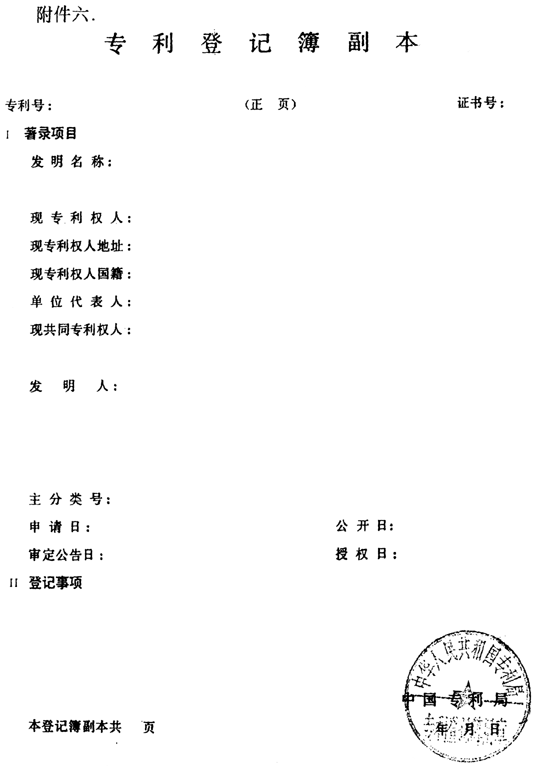 附件六.
专利登记簿副本
专利号： （正 页） 证书号：
I 著录项目
发明名称：
现专利权人：
现专利权人地址：
现专利权人国籍：
单位代表人：
现共同专利权人：
发明人：
主分类号：
申请日： 公开日：
审定公告日： 授权日：
II 登记事项
中华人民共和国专利局
中国专利局
本登记簿副本共 页 年月日